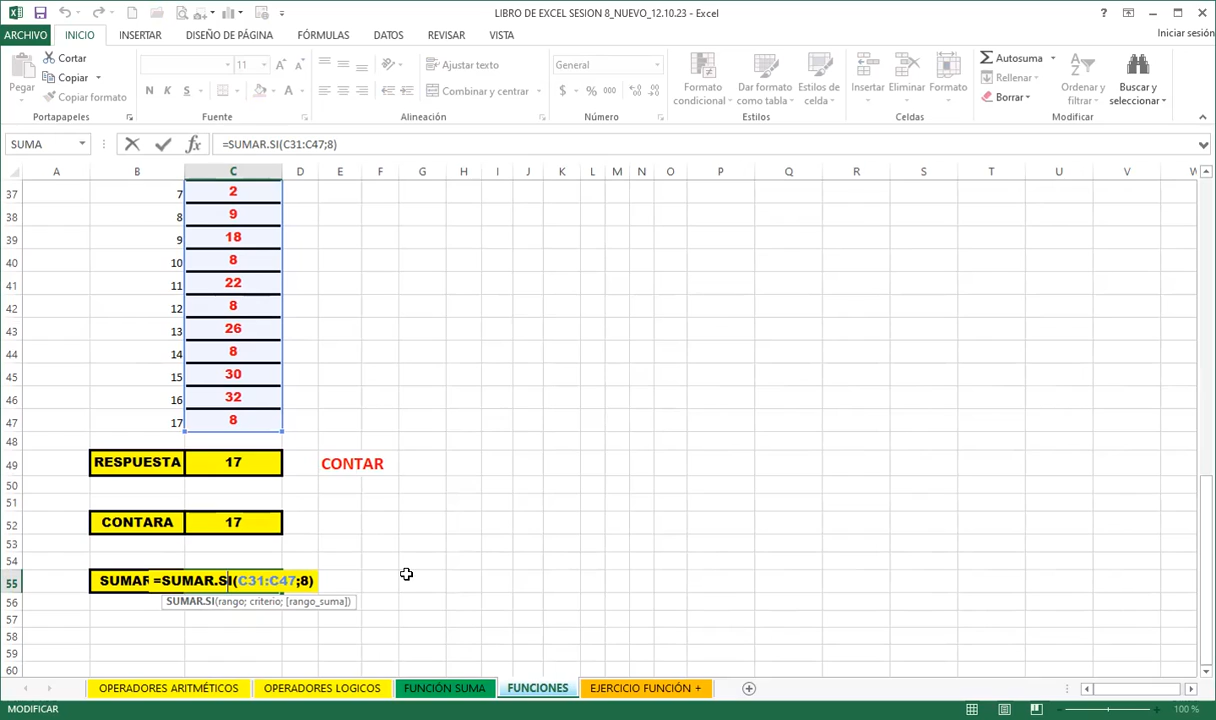 LIBRO DE EXCEL SESION 8_NUEVO_12.10.23 - Excel
ARCHIVO INICIO INSERTAR DISEÑO DE PÁGINA FÓRMULAS DATOS REVISAR VISTA Iniciar sesión
Pegar
Cortar
Copiar
Copiar formato
Portapapeles
11
N K S
Fuente
Ajustar texto
Combinar y centrar
Alineación
General
$ % 000
Número
Formato condicional
Dar formato como tabla
Estilos de celda
Estilos
Insertar Eliminar Formato
Celdas
Autosuma
Rellenar
Borrar
Ordenar y filtrar
Buscar y seleccionar
Modificar
SUMA fx =SUMAR.SI(C31:C47;8)
A B C D E F G H I J K L M N O P Q R S T U V W
37 7 2
38 8 9
39 9 18
40 10 8
41 11 22
42 12 8
43 13 26
44 14 8
45 15 30
46 16 32
47 17 8
48
49 RESPUESTA 17 CONTAR
50
51
52 CONTARA 17
53
54
55 SUMAR =SUMAR.SI(C31:C47;8)
56 SUMAR.SI(rango; criterio; [rango_suma])
57
58
59
60
OPERADORES ARITMÉTICOS OPERADORES LOGICOS FUNCIÓN SUMA FUNCIONES EJERCICIO FUNCIÓN +
MODIFICAR 100 %